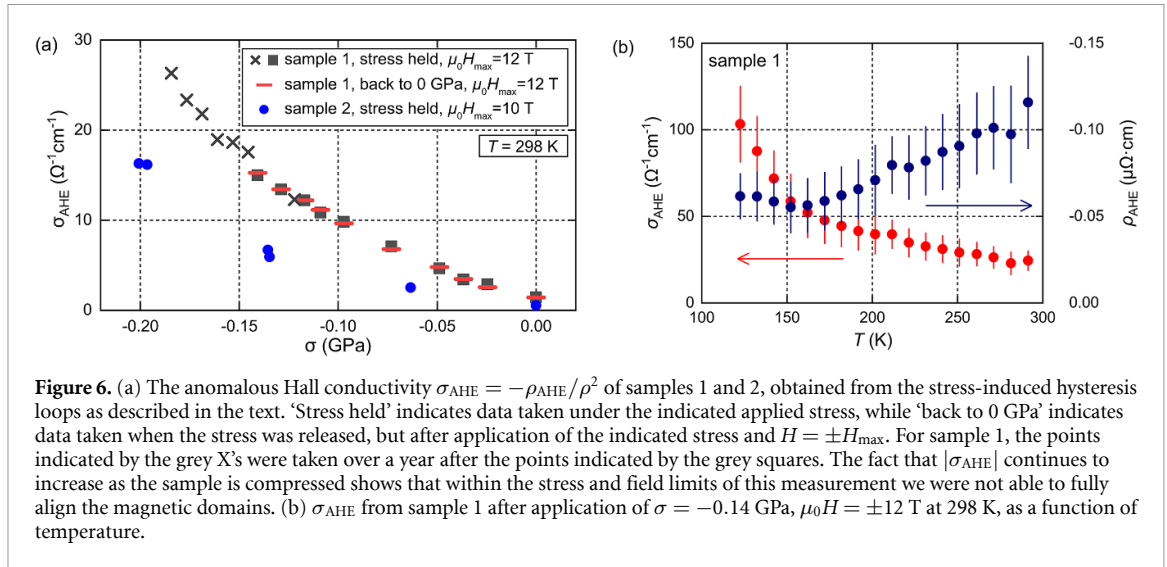 (a)
30
20
10
0
σAHE (Ω⁻¹cm⁻¹)
sample 1, stress held, μ₀Hmax=12 T
sample 1, back to 0 GPa, μ₀Hmax=12 T
sample 2, stress held, μ₀Hmax=10 T
T = 298 K
-0.20 -0.15 -0.10 -0.05 0.00
σ (GPa)
(b)
sample 1
150
100
50
0
σAHE (Ω⁻¹cm⁻¹)
-0.15
-0.10
-0.05
0.00
ρAHE (μΩ·cm)
100 150 200 250 300
T (K)
Figure 6. (a) The anomalous Hall conductivity σAHE = −ρAHE/ρ² of samples 1 and 2, obtained from the stress-induced hysteresis
loops as described in the text. ‘Stress held’ indicates data taken under the indicated applied stress, while ‘back to 0 GPa’ indicates
data taken when the stress was released, but after application of the indicated stress and H = ±Hmax. For sample 1, the points
indicated by the grey X’s were taken over a year after the points indicated by the grey squares. The fact that |σAHE| continues to
increase as the sample is compressed shows that within the stress and field limits of this measurement we were not able to fully
align the magnetic domains. (b) σAHE from sample 1 after application of σ = −0.14 GPa, μ₀H = ±12 T at 298 K, as a function of
temperature.